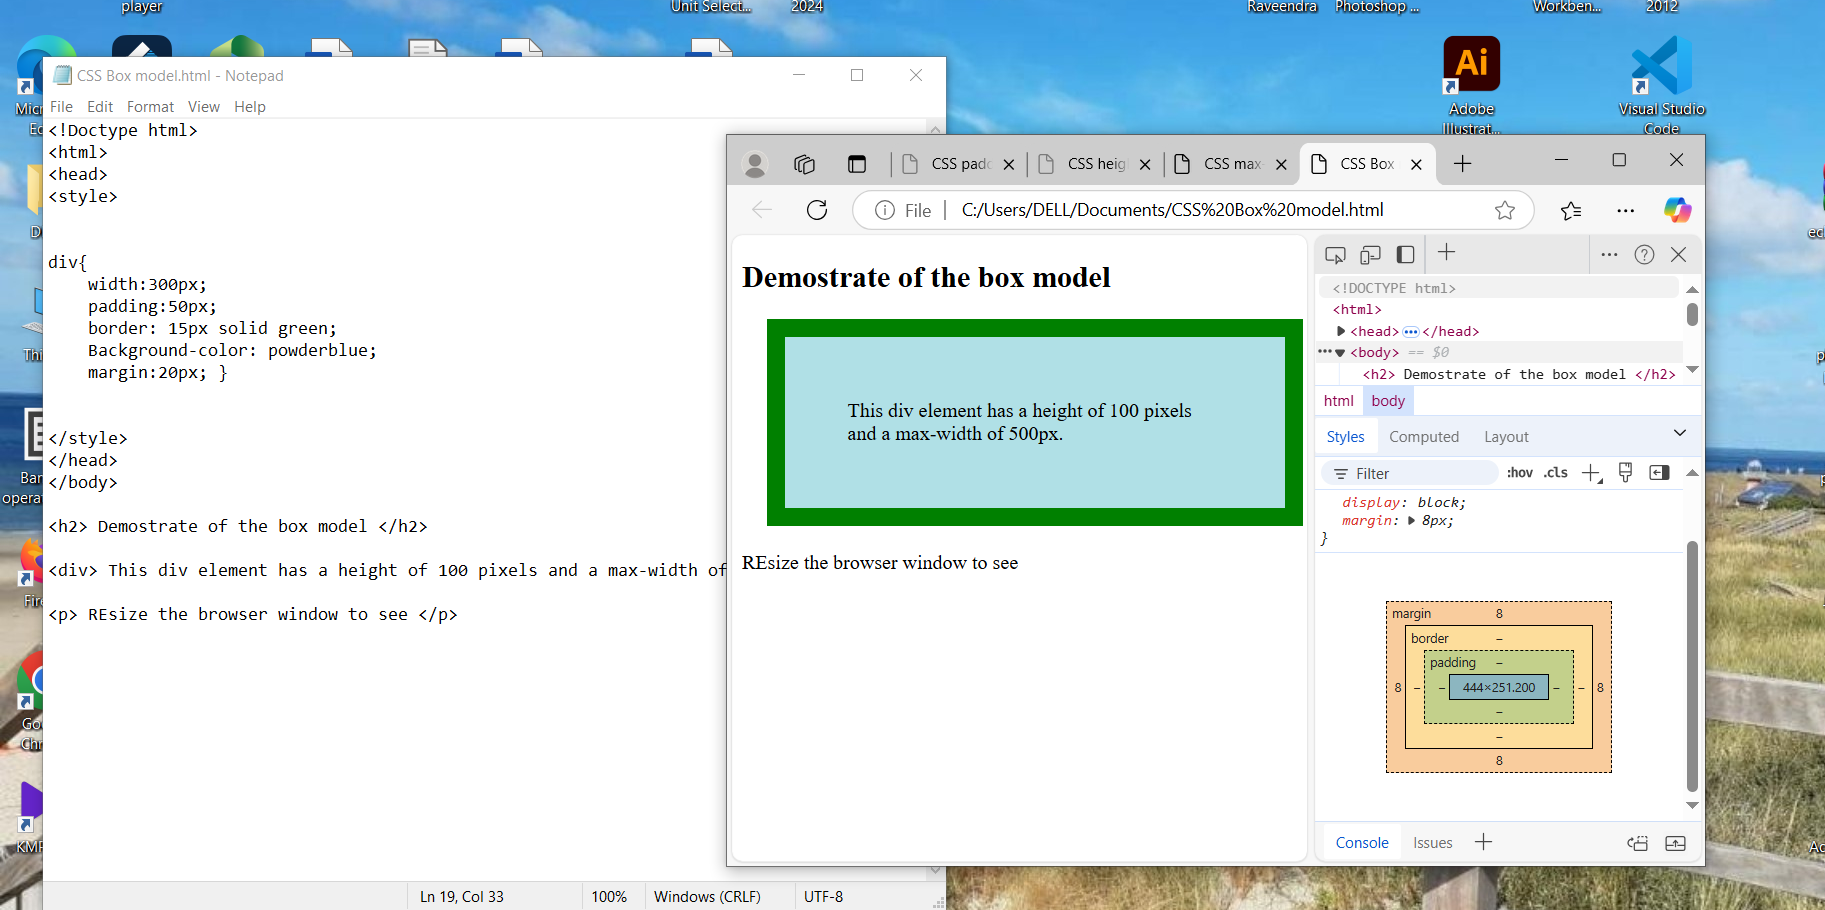 player
Unit Select...
2024
Raveendra
Photoshop ...
Workben...
2012
Ai
Adobe
Illustrat...
Visual Studio
Code
CSS Box model.html - Notepad
File Edit Format View Help
<!Doctype html>
<html>
<head>
<style>
div{
width:300px;
padding:50px;
border: 15px solid green;
Background-color: powderblue;
margin:20px; }
</style>
</head>
</body>
<h2> Demostrate of the box model </h2>
<div> This div element has a height of 100 pixels and a max-width of
<p> REsize the browser window to see </p>
Ln 19, Col 33
100%
Windows (CRLF)
UTF-8
CSS pad
CSS heig
CSS max-
CSS Box
File
C:/Users/DELL/Documents/CSS%20Box%20model.html
Demostrate of the box model
This div element has a height of 100 pixels
and a max-width of 500px.
REsize the browser window to see
<!DOCTYPE html>
<html>
<head> ••• </head>
••• <body> == $0
<h2> Demostrate of the box model </h2>
html body
Styles Computed Layout
Filter
:hov .cls
display: block;
margin: 8px;
}
margin 8
border –
padding –
8 – – 444×251.200 – – 8
–
–
8
Console Issues